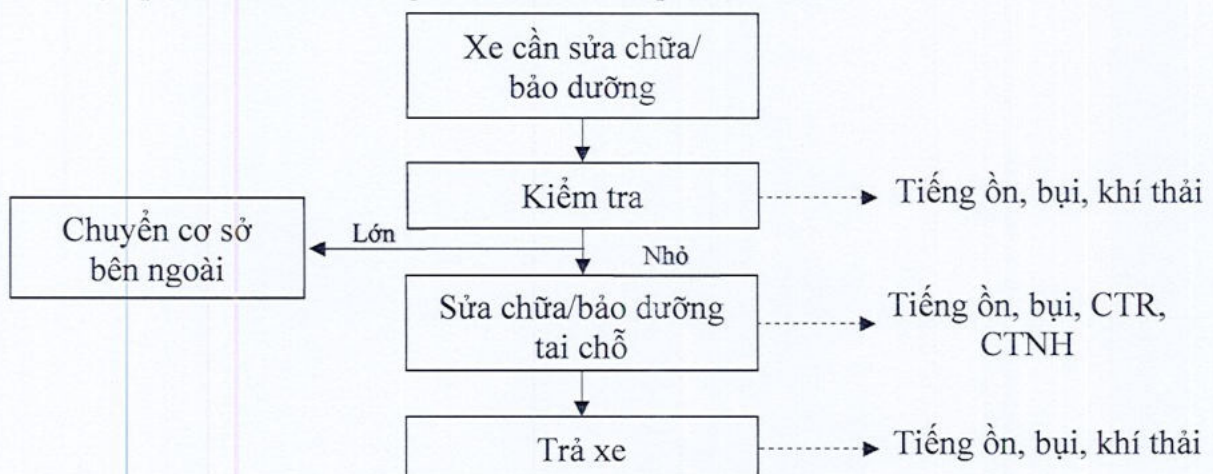 Xe cần sửa chữa/
bảo dưỡng
Kiểm tra
Tiếng ồn, bụi, khí thải
Chuyển cơ sở
bên ngoài
Lớn
Nhỏ
Sửa chữa/bảo dưỡng
tai chỗ
Tiếng ồn, bụi, CTR,
CTNH
Trả xe
Tiếng ồn, bụi, khí thải